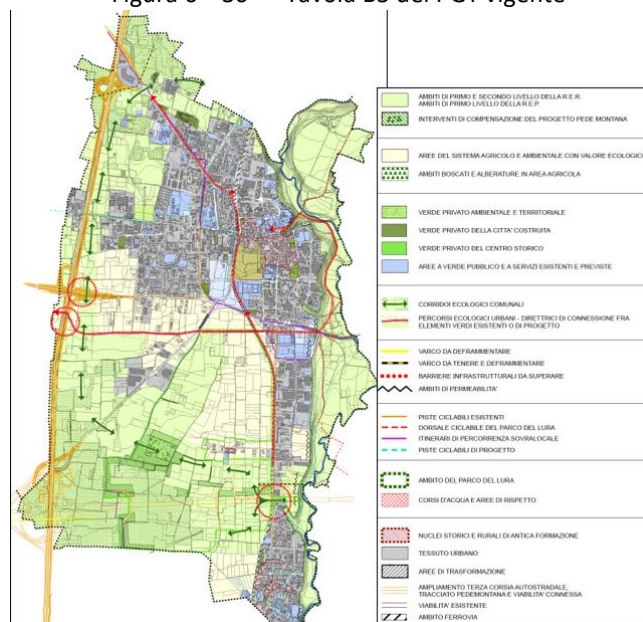 Figura 6 - 36 – Tavola B5 del PGT vigente
AMBITI DI PRIMO E SECONDO LIVELLO DELLA R.E.R.
AMBITI DI PRIMO LIVELLO DELLA R.E.P.
INTERVENTI DI COMPENSAZIONE DEL PROGETTO PEDE MONTANA
AREE DEL SISTEMA AGRICOLO E AMBIENTALE CON VALORE ECOLOGICO
AMBITI BOSCATI E ALBERATURE IN AREA AGRICOLA
VERDE PRIVATO AMBIENTALE E TERRITORIALE
VERDE PRIVATO DELLA CITTA' COSTRUITA
VERDE PRIVATO DEL CENTRO STORICO
AREE A VERDE PUBBLICO E A SERVIZI ESISTENTI E PREVISTE
CORRIDOI ECOLOGICI COMUNALI
PERCORSI ECOLOGICI URBANI - DIRETTRICI DI CONNESSIONE FRA
ELEMENTI VERDI ESISTENTI O DI PROGETTO
VARCO DA DEFRAMMENTARE
VARCO DA TENERE E DEFRAMMENTARE
BARRIERE INFRASTRUTTURALI DA SUPERARE
AMBITI DI PERMEABILITA'
PISTE CICLABILI ESISTENTI
DORSALE CICLABILE DEL PARCO DEL LURA
ITINERARI DI PERCORRENZA SOVRALOCALE
PISTE CICLABILI DI PROGETTO
AMBITO DEL PARCO DEL LURA
CORSI D'ACQUA E AREE DI RISPETTO
NUCLEI STORICI E RURALI DI ANTICA FORMAZIONE
TESSUTO URBANO
AREE DI TRASFORMAZIONE
AMPLIAMENTO TERZA CORSIA AUTOSTRADALE,
TRACCIATO PEDEMONTANA E VIABILITA' CONNESSA
VIABILITA' ESISTENTE
AMBITO FERROVIA